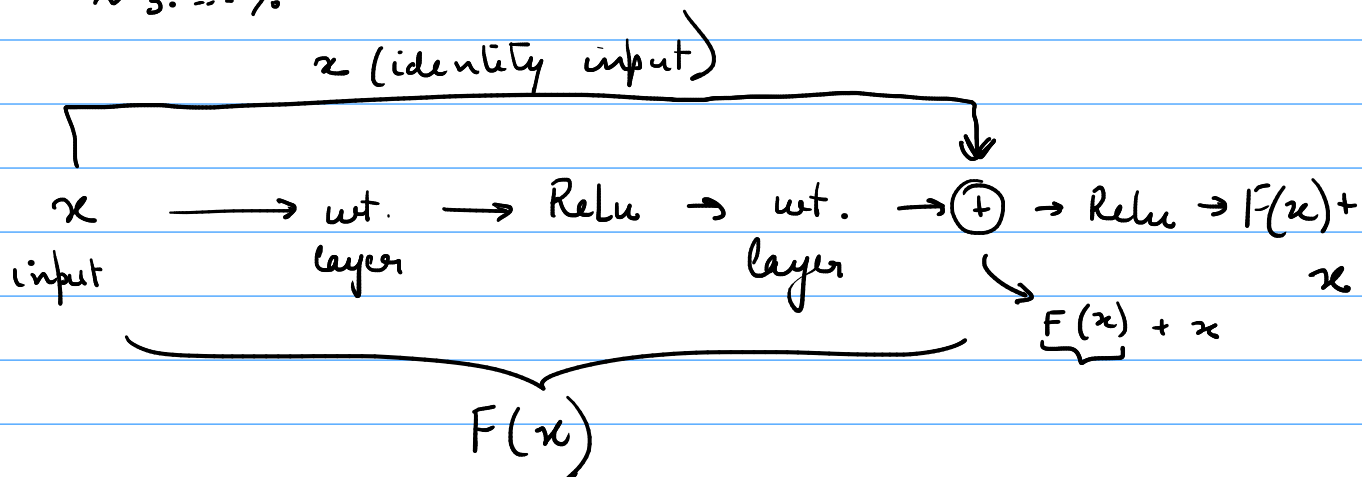 x (identity input)
x → wt. → ReLu → wt. → + → Relu → F(x) +
input layer layer x
F(x) + x
F(x)